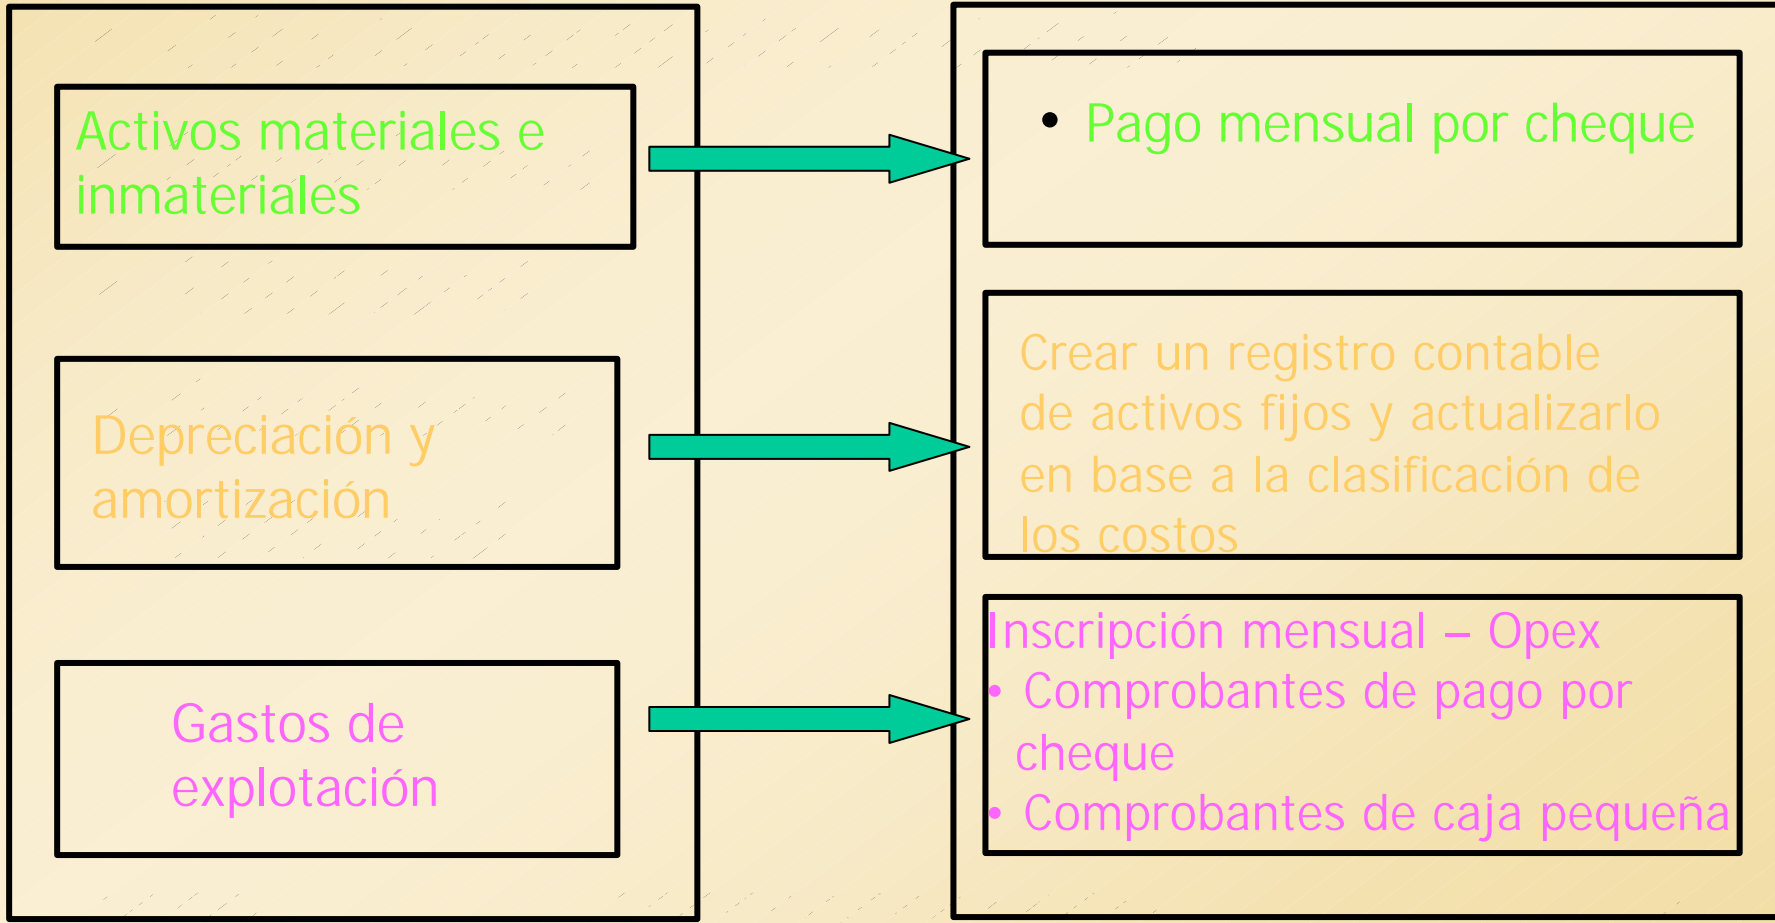 Activos materiales e
inmateriales
• Pago mensual por cheque
Depreciación y
amortización
Crear un registro contable
de activos fijos y actualizarlo
en base a la clasificación de
los costos
Gastos de
explotación
Inscripción mensual – Opex
• Comprobantes de pago por
cheque
• Comprobantes de caja pequeña